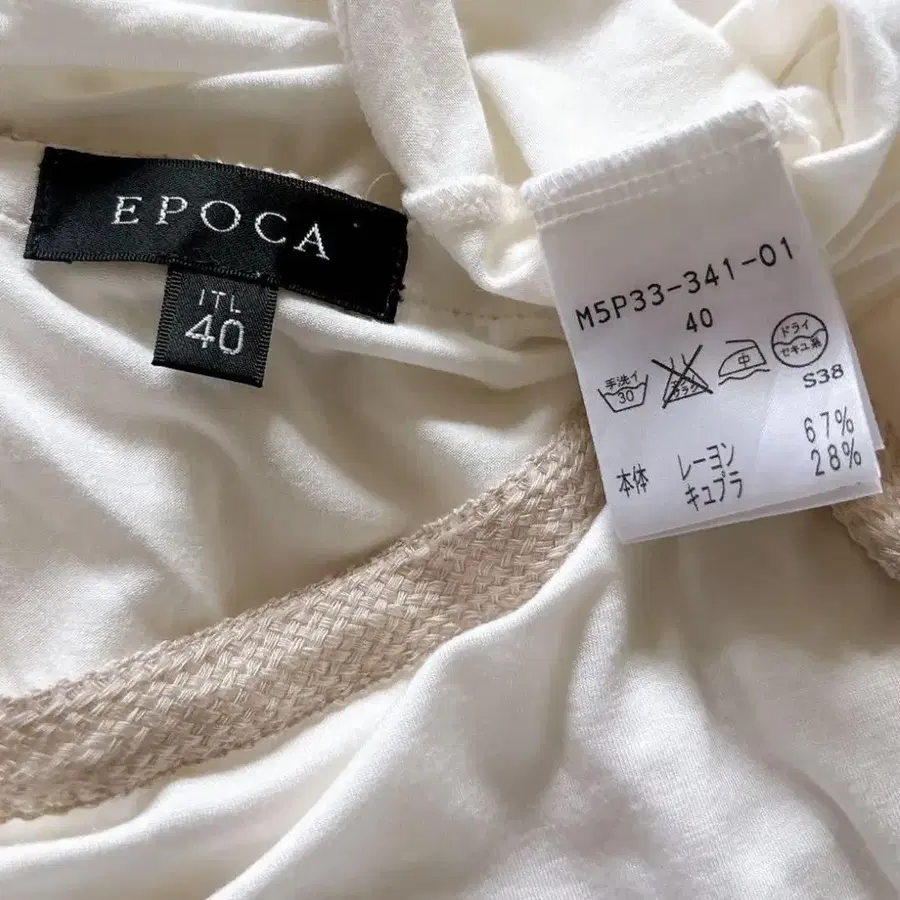 EPOCA
ITL
40
M5P33-341-01
40
手洗イ
30
中
ドライ
セキユ系
S38
本体 レーヨン 67%
キュプラ 28%